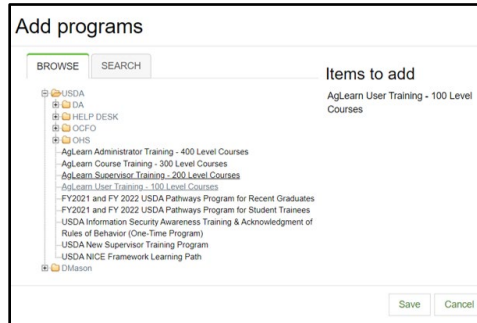 Add programs
BROWSE
SEARCH
USDA
DA
HELP DESK
OCFO
OHS
AgLearn Administrator Training - 400 Level Courses
AgLearn Course Training - 300 Level Courses
AgLearn Supervisor Training - 200 Level Courses
AgLearn User Training - 100 Level Courses
FY2021 and FY 2022 USDA Pathways Program for Recent Graduates
FY2021 and FY2022 USDA Pathways Program for Student Trainees
USDA Information Security Awareness Training & Acknowledgment of
Rules of Behavior (One-Time Program)
USDA New Supervisor Training Program
USDA NICE Framework Learning Path
DMason
Items to add
AgLearn User Training - 100 Level
Courses
Save
Cancel